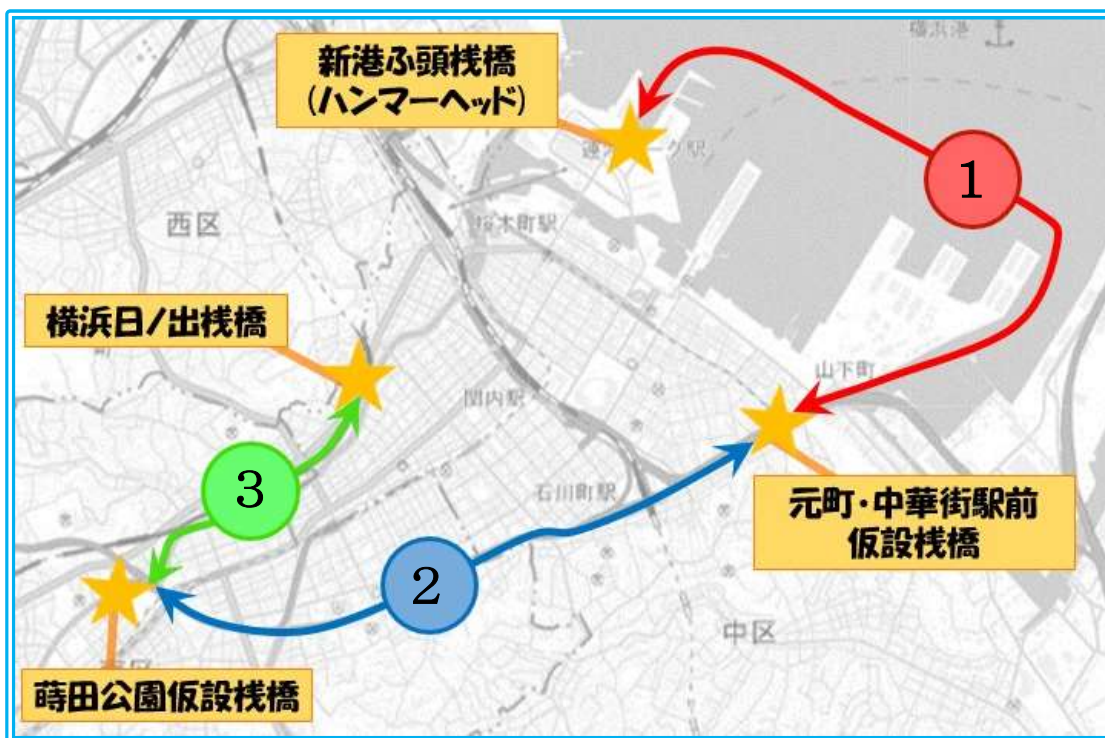 横浜港
新港ふ頭桟橋
(ハンマーヘッド)
1
西区
桜木町駅
横浜日ノ出桟橋
山下町
関内駅
3
石川町駅
元町・中華街駅前
仮設桟橋
2
中区
蒔田公園仮設桟橋